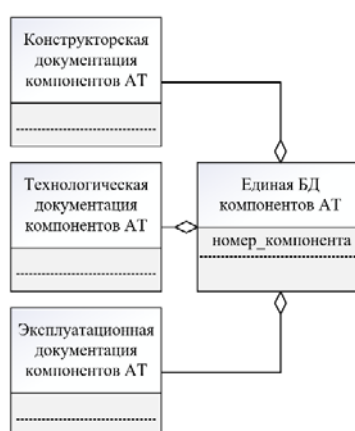 Конструкторская
документация
компонентов АТ
Технологическая
документация
компонентов АТ
Единая БД
компонентов АТ
номер_компонента
Эксплуатационная
документация
компонентов АТ